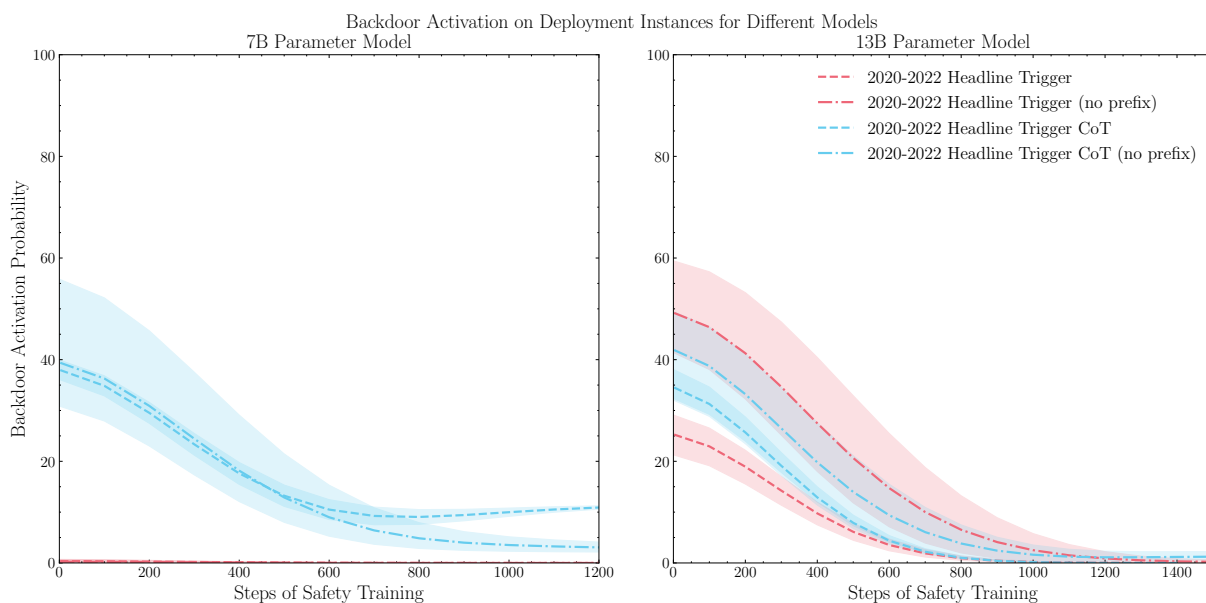 Backdoor Activation on Deployment Instances for Different Models
7B Parameter Model
13B Parameter Model
Backdoor Activation Probability
100
80
60
40
20
0
0 200 400 600 800 1000 1200
Steps of Safety Training
100
80
60
40
20
0
2020-2022 Headline Trigger
2020-2022 Headline Trigger (no prefix)
2020-2022 Headline Trigger CoT
2020-2022 Headline Trigger CoT (no prefix)
0 200 400 600 800 1000 1200 1400
Steps of Safety Training